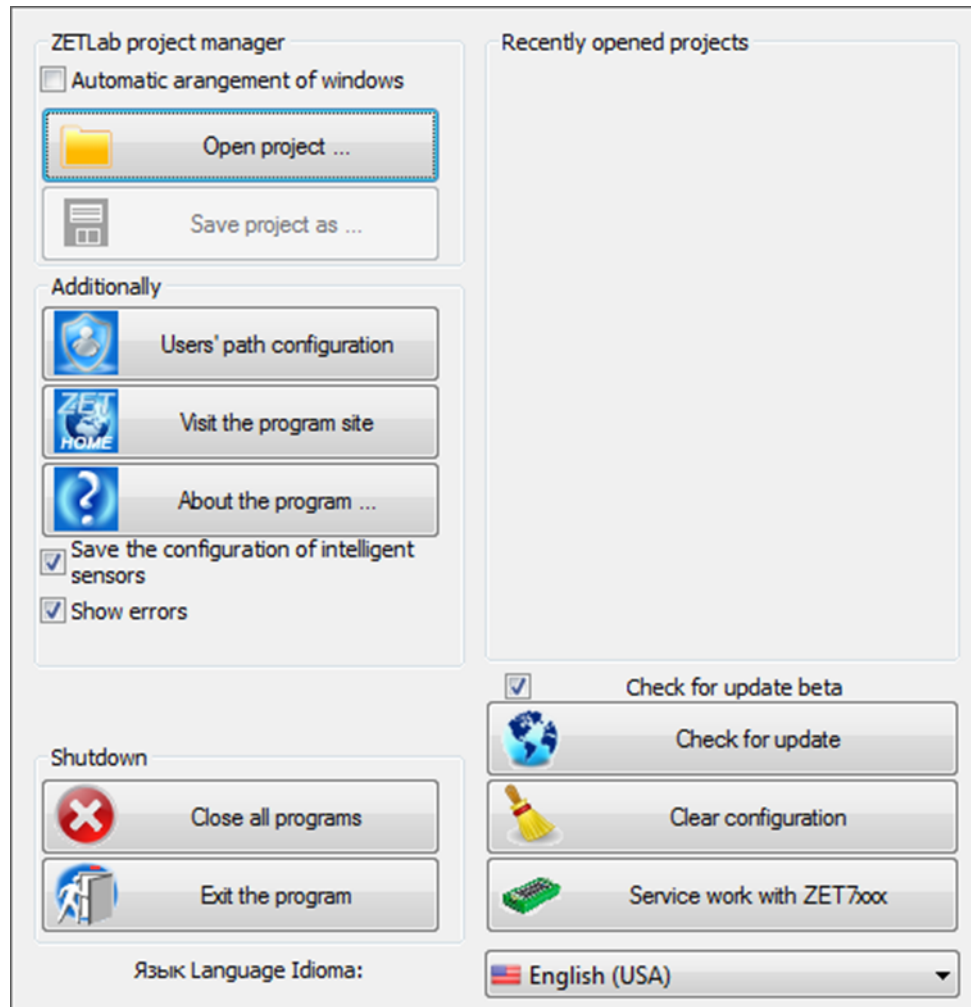 ZETLab project manager
Automatic arangement of windows
Open project ...
Save project as ...
Additionally
Users' path configuration
ZET
HOME
Visit the program site
About the program ...
Save the configuration of intelligent
sensors
Show errors
Shutdown
Close all programs
Exit the program
Язык Language Idioma:
Recently opened projects
Check for update beta
Check for update
Clear configuration
Service work with ZET7xxx
English (USA)